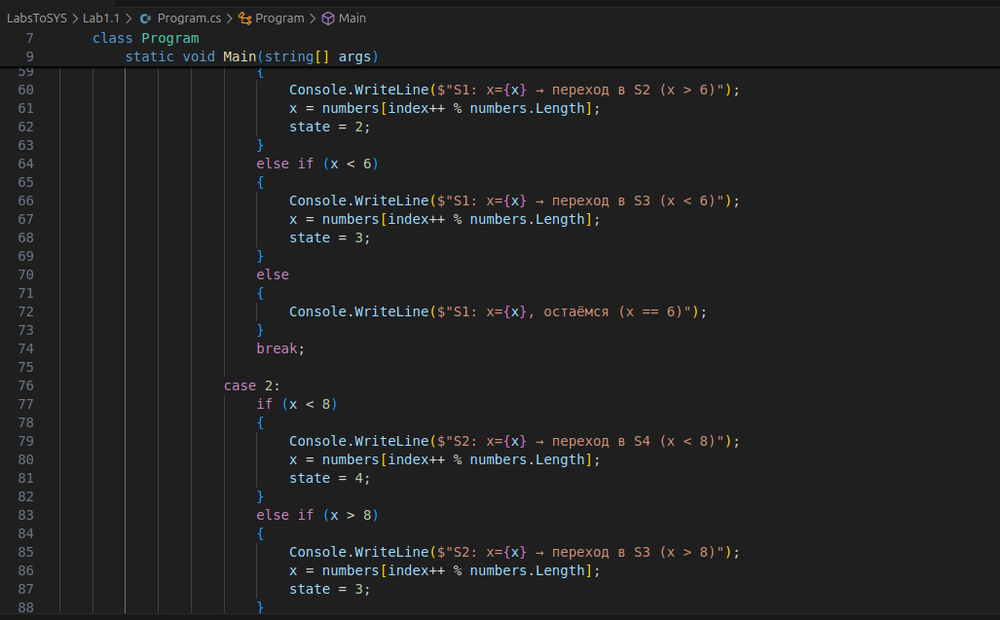 LabsToSYS > Lab1.1 > Program.cs > Program > Main
7 class Program
9 static void Main(string[] args)
59 {
60 Console.WriteLine($"S1: x={x} → переход в S2 (x > 6)");
61 x = numbers[index++ % numbers.Length];
62 state = 2;
63 }
64 else if (x < 6)
65 {
66 Console.WriteLine($"S1: x={x} → переход в S3 (x < 6)");
67 x = numbers[index++ % numbers.Length];
68 state = 3;
69 }
70 else
71 {
72 Console.WriteLine($"S1: x={x}, остаёмся (x == 6)");
73 }
74 break;
75
76 case 2:
77 if (x < 8)
78 {
79 Console.WriteLine($"S2: x={x} → переход в S4 (x < 8)");
80 x = numbers[index++ % numbers.Length];
81 state = 4;
82 }
83 else if (x > 8)
84 {
85 Console.WriteLine($"S2: x={x} → переход в S3 (x > 8)");
86 x = numbers[index++ % numbers.Length];
87 state = 3;
88 }